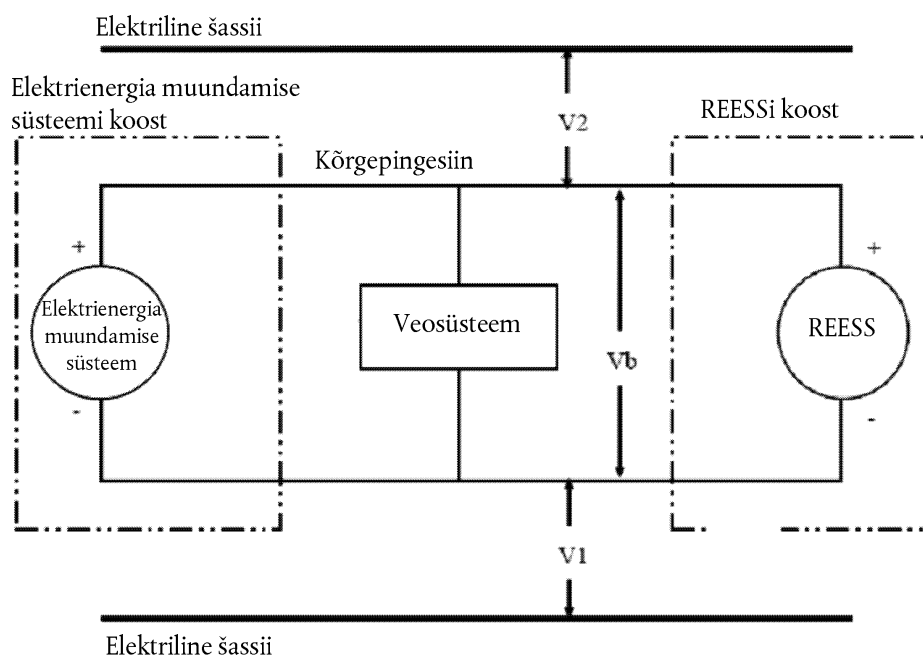 Elektriline šassii
Elektrienergia muundamise
süsteemi koost
V2
REESSi koost
Kõrgepingesiin
+
+
Elektrienergia
muundamise
süsteem
Veosüsteem
REESS
Vb
-
-
V1
Elektriline šassii